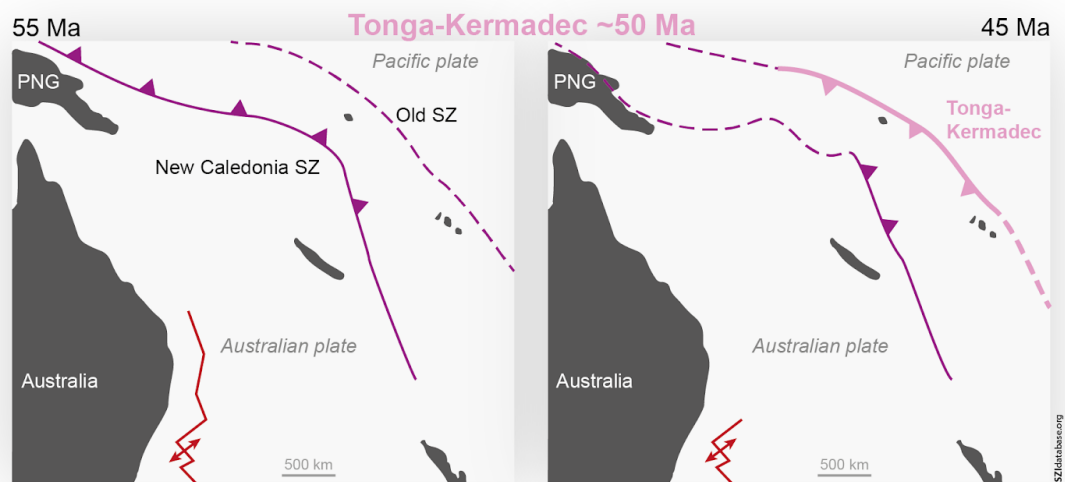 Tonga-Kermadec ~50 Ma
55 Ma
PNG
Pacific plate
Old SZ
New Caledonia SZ
Australian plate
Australia
500 km
45 Ma
PNG
Pacific plate
Tonga-
Kermadec
Australian plate
Australia
500 km
SZIdatabase.org